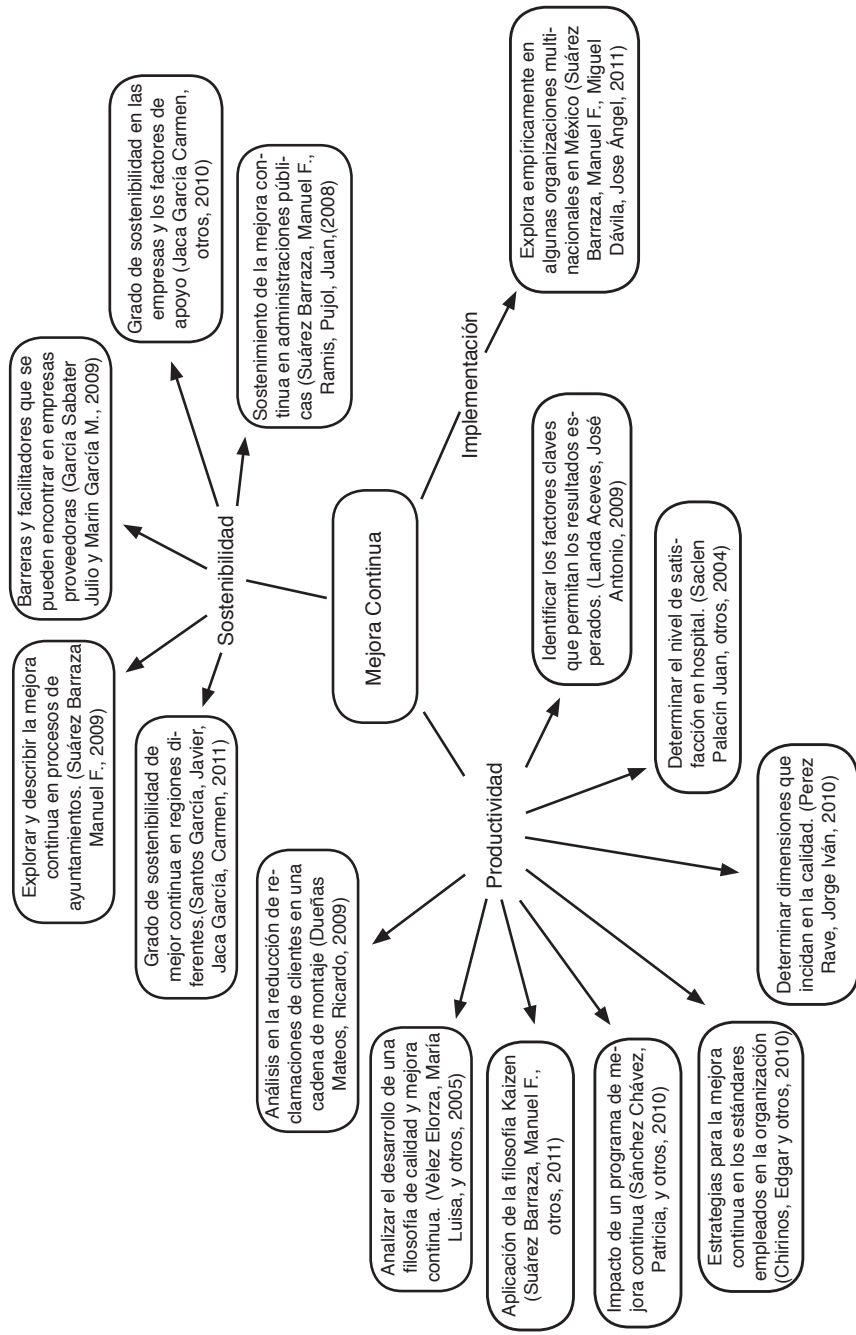 Explorar y describir la mejora
continua en procesos de
ayuntamientos. (Suárez Barraza
Manuel F., 2009)
Barreras y facilitadores que se
pueden encontrar en empresas
proveedoras (García Sabater
Julio y Marin García M., 2009)
Grado de sostenibilidad en las
empresas y los factores de
apoyo (Jaca García Carmen,
otros, 2010)
Grado de sostenibilidad de
mejor continua en regiones di-
ferentes.(Santos García, Javier,
Jaca García, Carmen, 2011)
Sostenibilidad
Sostenimiento de la mejora con-
tinua en administraciones públi-
cas (Suárez Barraza, Manuel F.,
Ramis, Pujol, Juan,(2008)
Mejora Continua
Análisis en la reducción de re-
clamaciones de clientes en una
cadena de montaje (Dueñas
Mateos, Ricardo, 2009)
Analizar el desarrollo de una
filosofía de calidad y mejora
continua. (Vèlez Elorza, María
Luisa, y otros, 2005)
Aplicación de la filosofía Kaizen
(Suárez Barraza, Manuel F.,
otros, 2011)
Impacto de un programa de me-
jora continua (Sánchez Chávez,
Patricia, y otros, 2010)
Estrategias para la mejora
continua en los estándares
empleados en la organización
(Chirinos, Edgar y otros, 2010)
Productividad
Determinar dimensiones que
incidan en la calidad. (Perez
Rave, Jorge Iván, 2010)
Determinar el nivel de satis-
facción en hospital. (Saclen
Palacín Juan, otros, 2004)
Identificar los factores claves
que permitan los resultados es-
perados. (Landa Aceves, José
Antonio, 2009)
Implementación
Explora empíricamente en
algunas organizaciones multi-
nacionales en México (Suárez
Barraza, Manuel F., Miguel
Dávila, Jose Ángel, 2011)